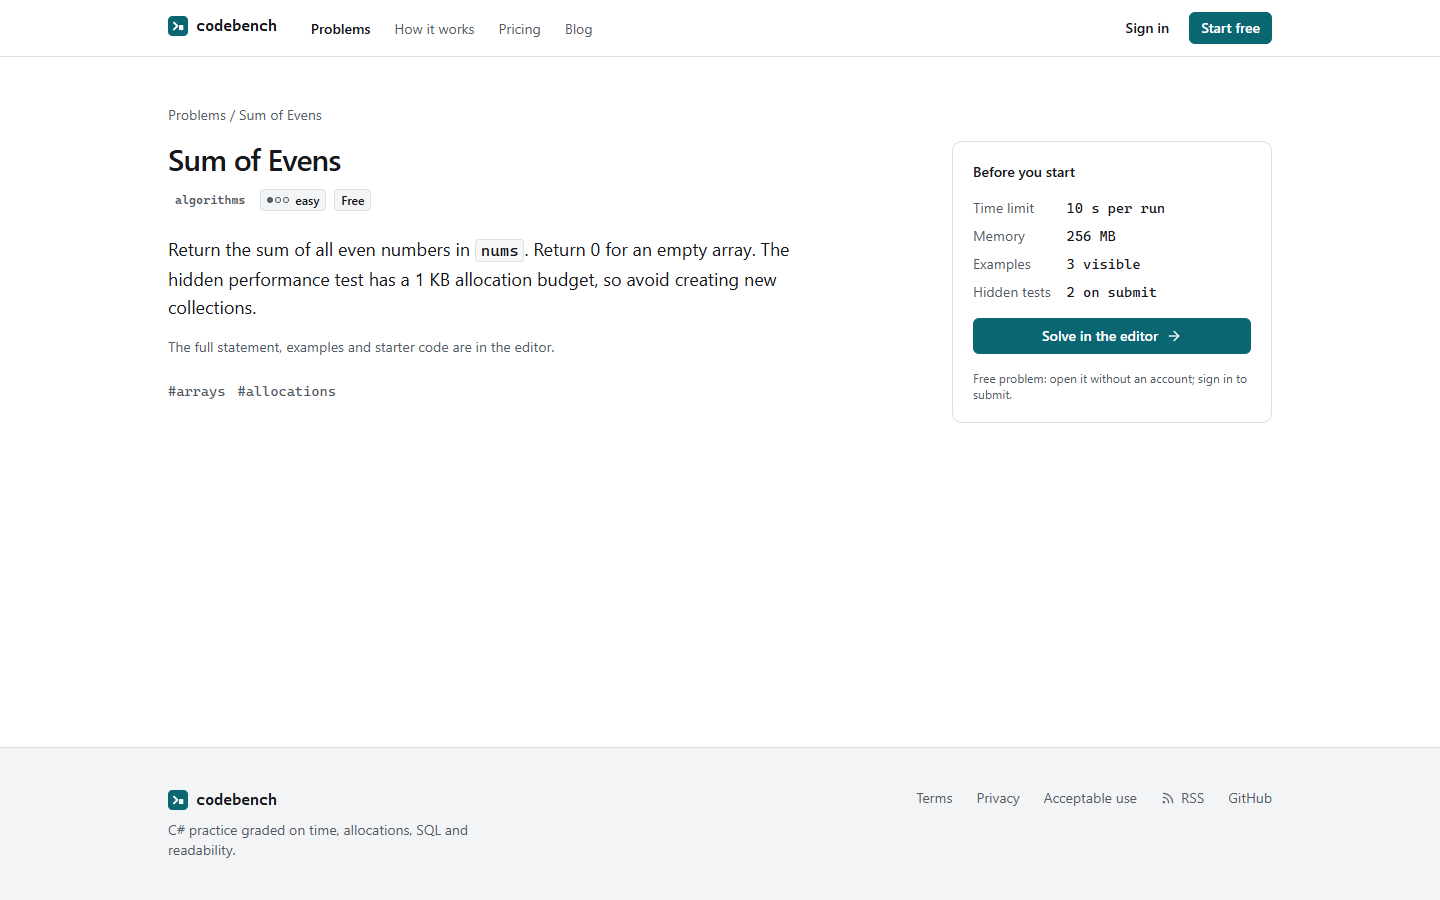 codebench
Problems
How it works
Pricing
Blog
Sign in
Start free
Problems / Sum of Evens
Sum of Evens
algorithms
easy
Free
Return the sum of all even numbers in nums. Return 0 for an empty array. The
hidden performance test has a 1 KB allocation budget, so avoid creating new
collections.
The full statement, examples and starter code are in the editor.
#arrays #allocations
Before you start
Time limit 10 s per run
Memory 256 MB
Examples 3 visible
Hidden tests 2 on submit
Solve in the editor →
Free problem: open it without an account; sign in to
submit.
codebench
C# practice graded on time, allocations, SQL and
readability.
Terms
Privacy
Acceptable use
RSS
GitHub